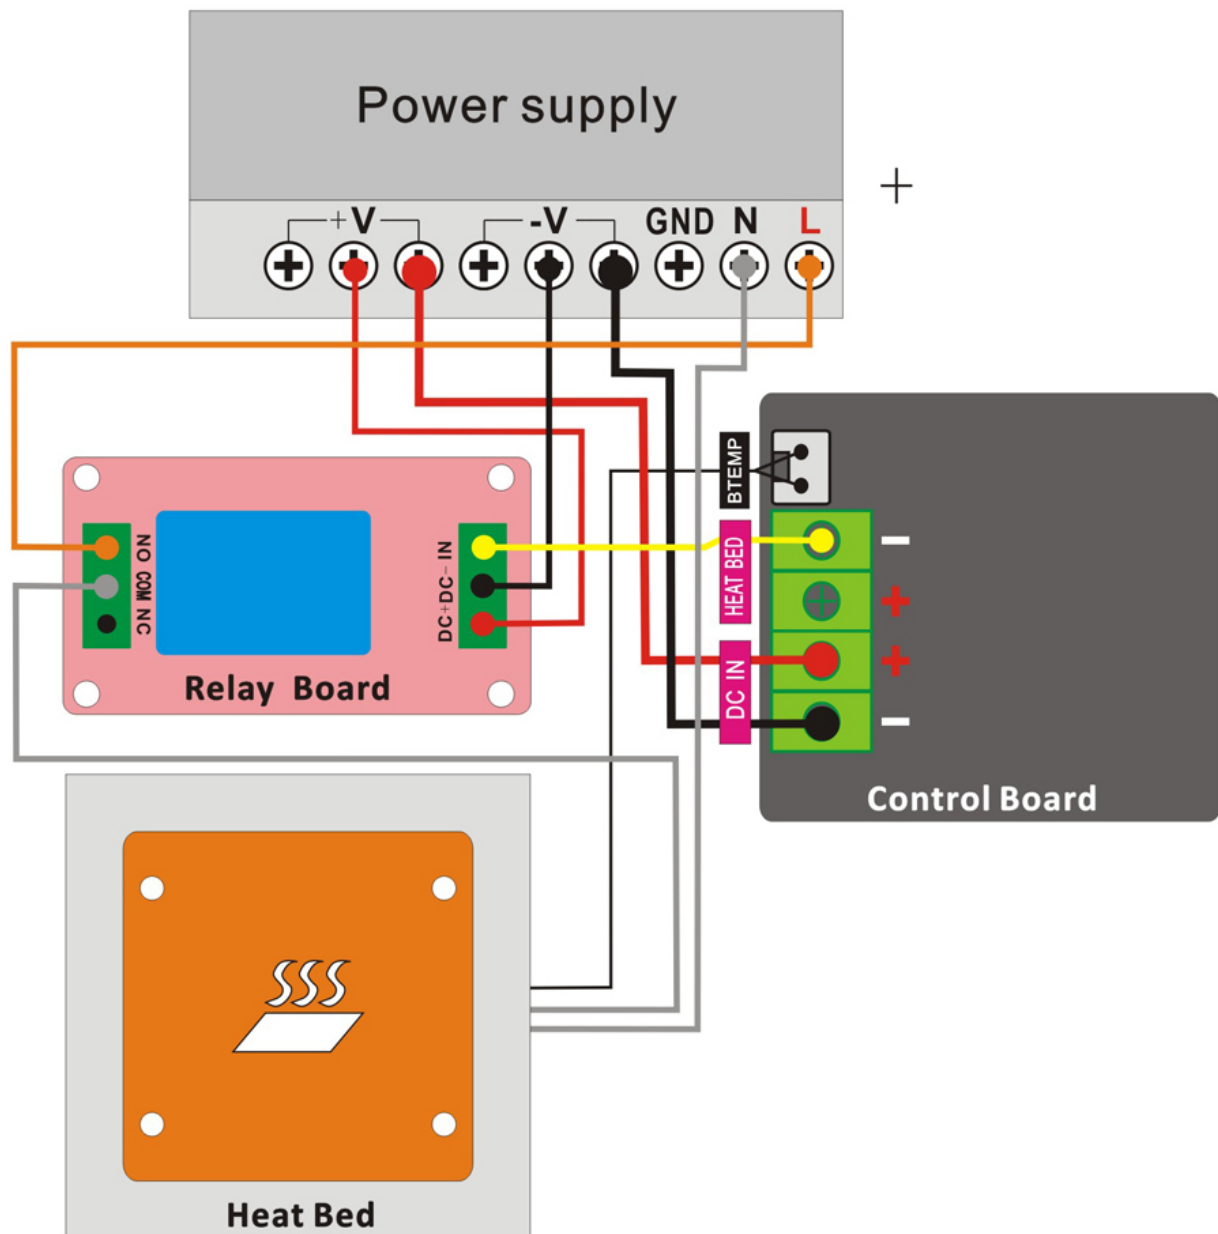 Power supply
+V -V GND N L
BTEMP
HEAT BED
DC IN
NO COM NC
DC+DC- IN
Relay Board
Control Board
Heat Bed